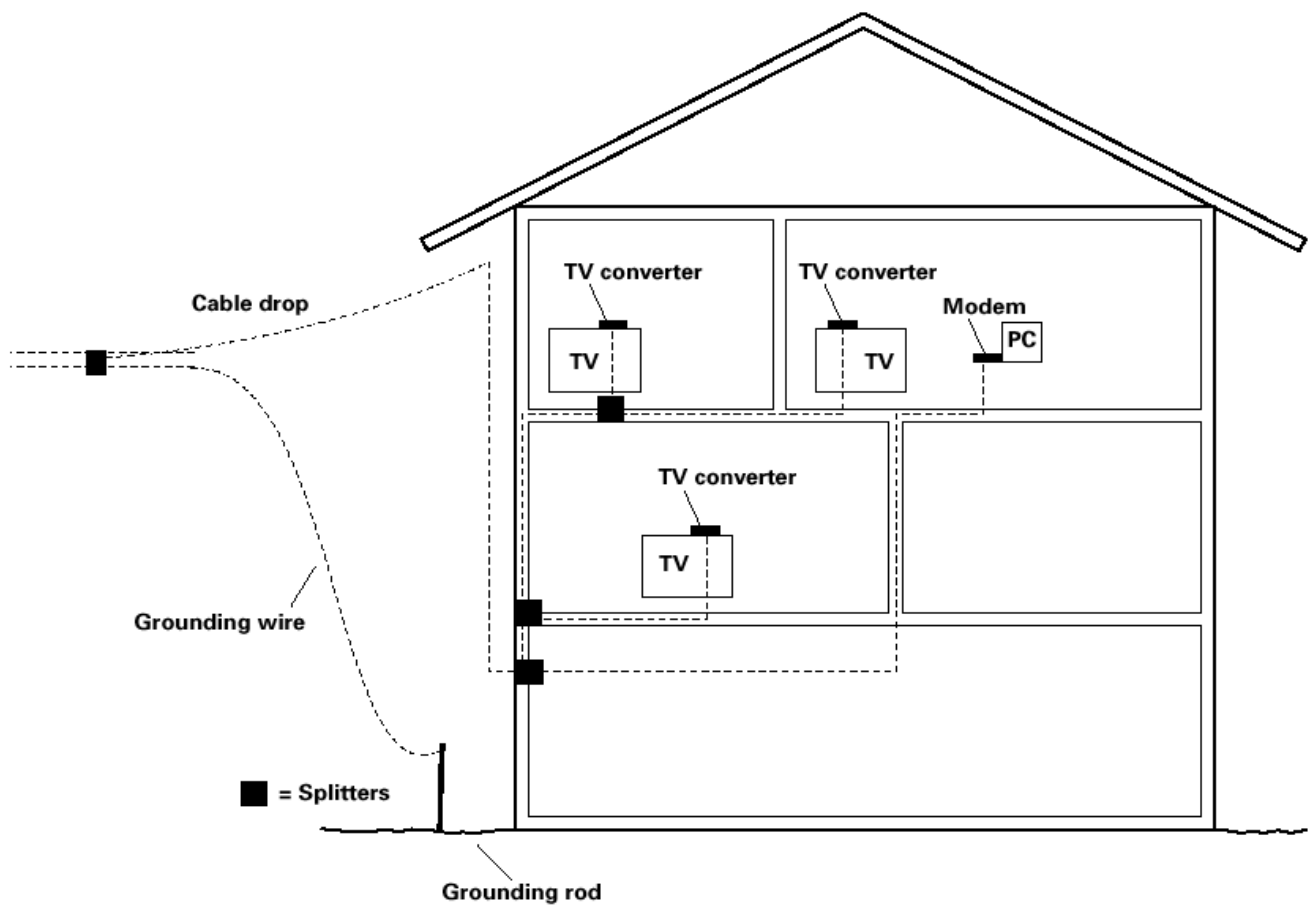 TV converter
TV converter
Cable drop
Modem
PC
TV
TV
TV converter
TV
Grounding wire
= Splitters
Grounding rod